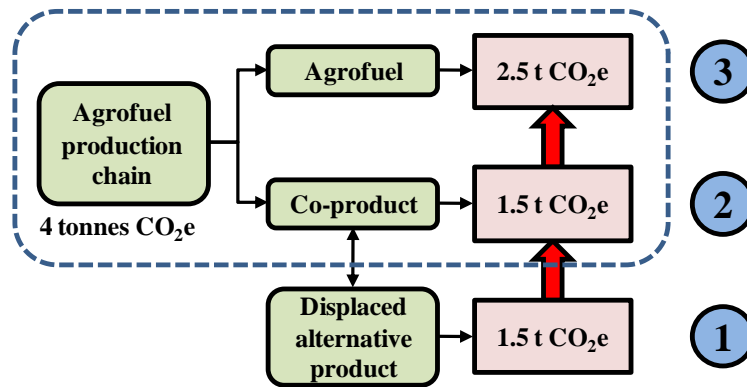 Agrofuel
2.5 t CO₂e
3
Agrofuel
production
chain
4 tonnes CO₂e
Co-product
1.5 t CO₂e
2
Displaced
alternative
product
1.5 t CO₂e
1